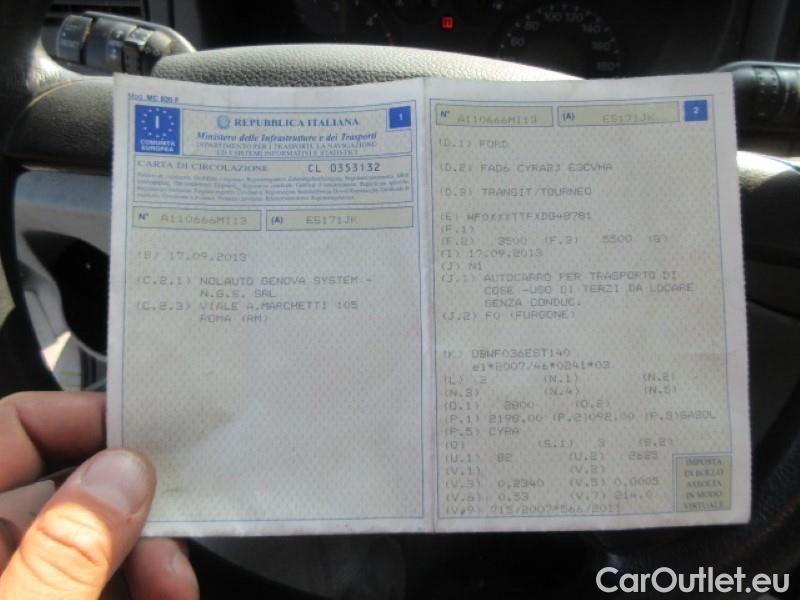 Mod. MC 820 F
I
COMUNITÀ
EUROPEA
REPUBBLICA ITALIANA
1
Ministero delle Infrastrutture e dei Trasporti
DIPARTIMENTO PER I TRASPORTI, LA NAVIGAZIONE
ED I SISTEMI INFORMATIVI E STATISTICI
CARTA DI CIRCOLAZIONE CL 0353132
N° A110666MI13 (A) ES171JK
(B) 17.09.2013
(C.2.1) NOLAUTO GENOVA SYSTEM -
N.G.S. SRL
(C.2.3) VIALE A.MARCHETTI 105
ROMA (RM)
N° A110666MI13 (A) ES171JK
2
(D.1) FORD
(D.2) FAD6 CYRA2J E3CVHA
(D.3) TRANSIT/TOURNEO
(E) WF0XXXTTFXDG48781
(F.1)
(F.2) 3500 (F.3) 5500 (G)
(I) 17.09.2013
(J) N1
(J.1) AUTOCARRO PER TRASPORTO DI
COSE -USO DI TERZI DA LOCARE
SENZA CONDUC.
(J.2) F0 (FURGONE)
(K) DBWF036EST140
e1*2007/46*0241*03
(L) 2 (N.1) (N.2)
(N.3) (N.4) (N.5)
(O.1) 2800 (O.2)
(P.1) 2198.00 (P.2)092.00 (P.3)GASOL
(P.5) CYRA
(Q) (S.1) 3 (S.2)
(U.1) 82 (U.2) 2625
(V.1) (V.2)
(V.3) 0.2340 (V.5) 0.0005
(V.6) 0.53 (V.7) 214.0
(V.9) 715/2007*566/2011
IMPOSTA
DI BOLLO
ASSOLTA
IN MODO
VIRTUALE
CarOutlet.eu